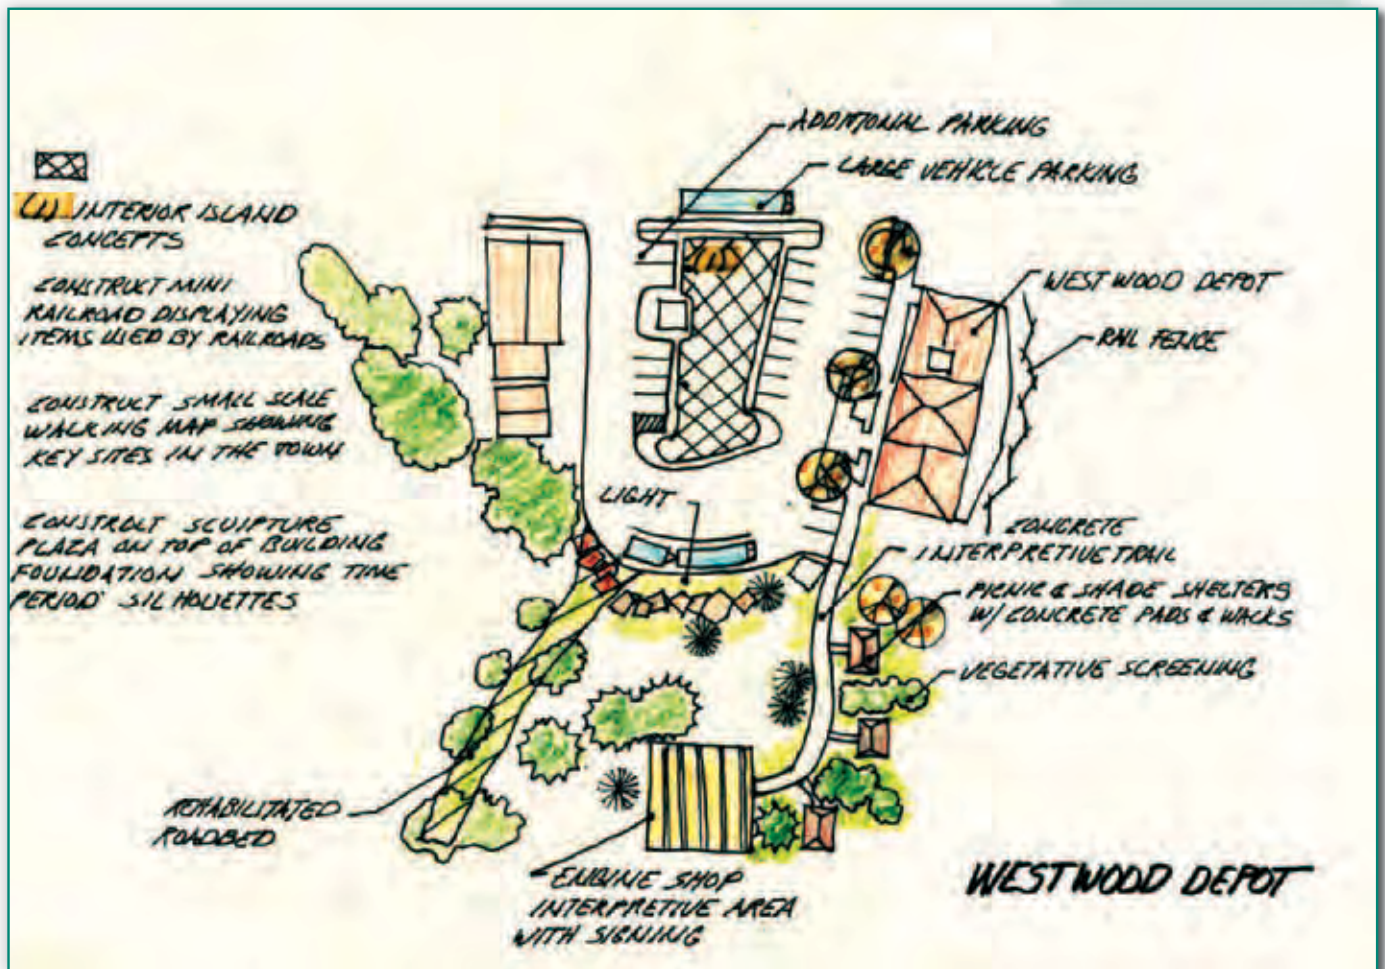 ADDITIONAL PARKING
LARGE VEHICLE PARKING
(1) INTERIOR ISLAND
CONCEPTS
CONSTRUCT MINI
RAILROAD DISPLAYING
ITEMS USED BY RAILROADS
CONSTRUCT SMALL SCALE
WALKING MAP SHOWING
KEY SITES IN THE TOWN
CONSTRUCT SCULPTURE
PLAZA ON TOP OF BUILDING
FOUNDATION SHOWING TIME
PERIOD SILHOUETTES
WESTWOOD DEPOT
RAIL FENCE
LIGHT
CONCRETE
INTERPRETIVE TRAIL
PICNIC & SHADE SHELTERS
W/ CONCRETE PADS & WALKS
VEGETATIVE SCREENING
REHABILITATED
ROADBED
ENGINE SHOP
INTERPRETIVE AREA
WITH SIGNING
WESTWOOD DEPOT